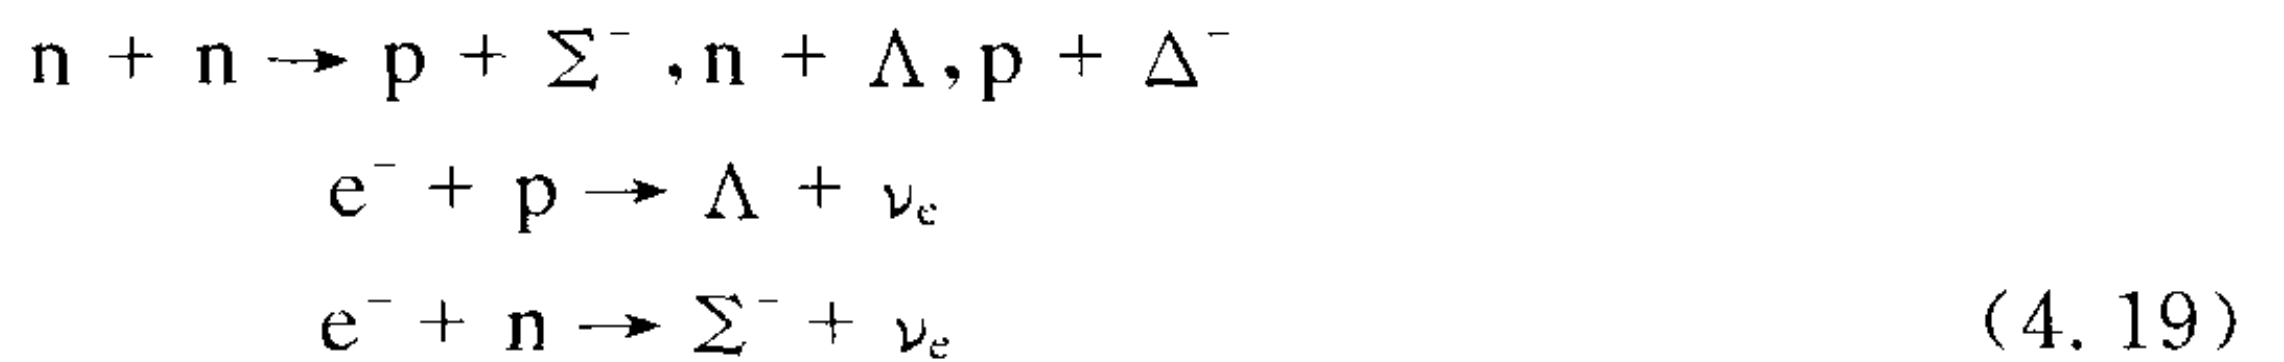 n + n → p + Σ⁻, n + Λ, p + Δ⁻
e⁻ + p → Λ + νₑ
e⁻ + n → Σ⁻ + νₑ (4.19)